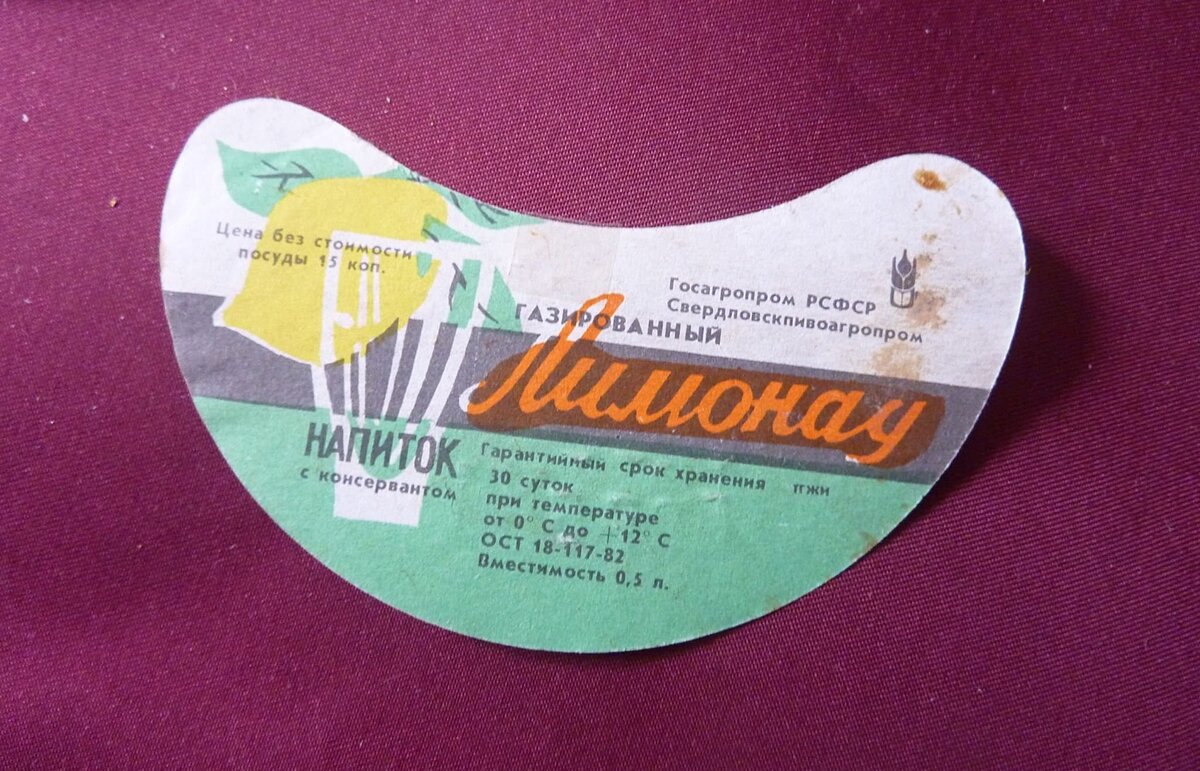 Цена без стоимости
посуды 15 коп.
Госагропром РСФСР
Свердловскпивоагропром
ГАЗИРОВАННЫЙ
Лимонад
НАПИТОК
с консервантом
Гарантийный срок хранения тгжи
30 суток
при температуре
от 0° С до +12° С
ОСТ 18-117-82
Вместимость 0,5 л.